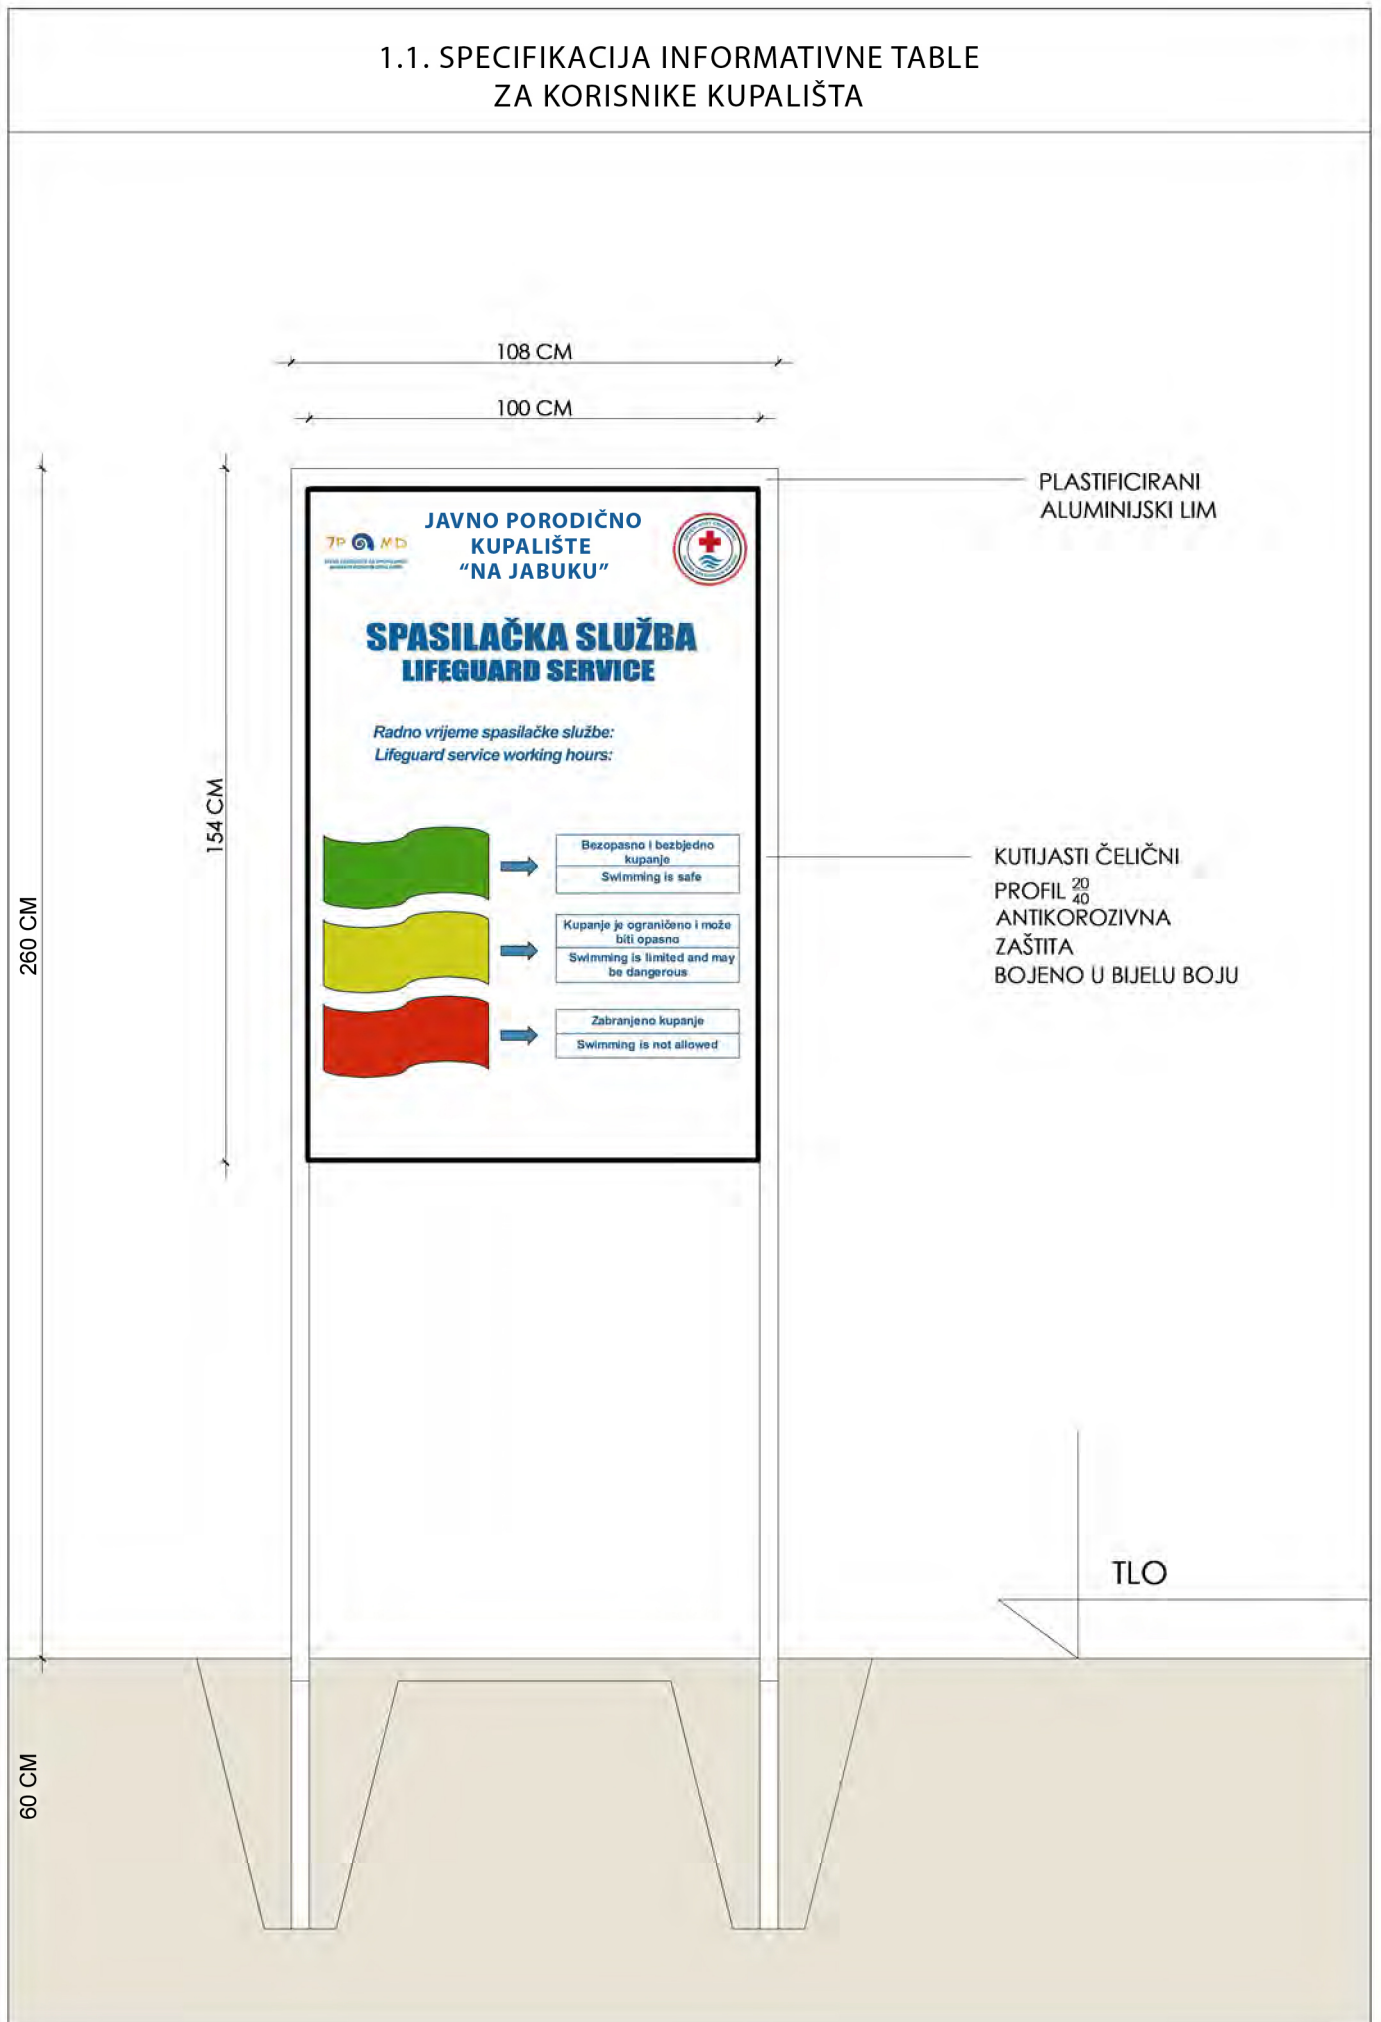 1.1. SPECIFIKACIJA INFORMATIVNE TABLE
ZA KORISNIKE KUPALIŠTA
108 CM
100 CM
PLASTIFICIRANI
ALUMINIJSKI LIM
JAVNO PORODIČNO
KUPALIŠTE
“NA JABUKU”
SPASILAČKA SLUŽBA
LIFEGUARD SERVICE
Radno vrijeme spasilačke službe:
Lifeguard service working hours:
154 CM
260 CM
Bezopasno i bezbjedno
kupanje
Swimming is safe
Kupanje je ograničeno i može
biti opasno
Swimming is limited and may
be dangerous
Zabranjeno kupanje
Swimming is not allowed
KUTIJASTI ČELIČNI
PROFIL 20/40
ANTIKOROZIVNA
ZAŠTITA
BOJENO U BIJELU BOJU
TLO
60 CM